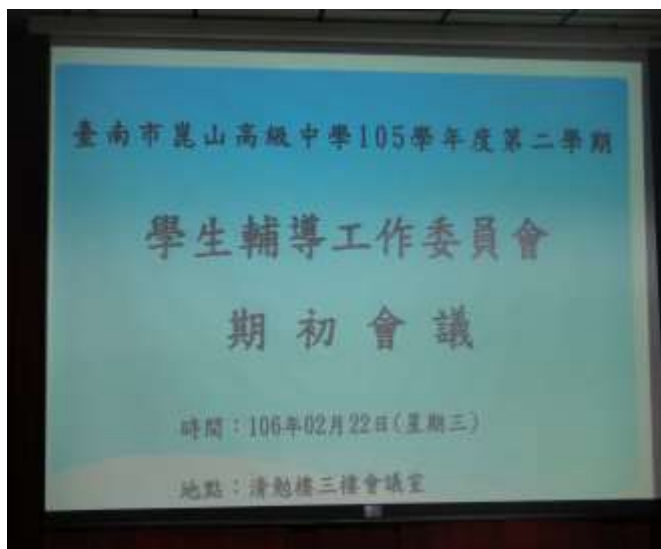 臺南市崑山高級中學105學年度第二學期
學生輔導工作委員會
期初會議
時間：106年02月22日(星期三)
地點：清勉樓三樓會議室